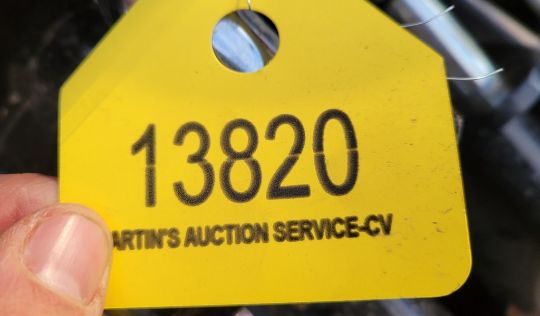 13820
ARTIN'S AUCTION SERVICE-CV